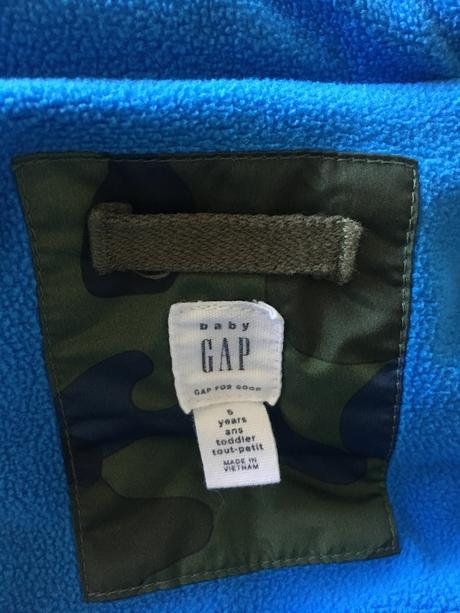 baby
GAP
GAP FOR GOOD
5
years
ans
toddler
tout-petit
MADE IN
VIETNAM